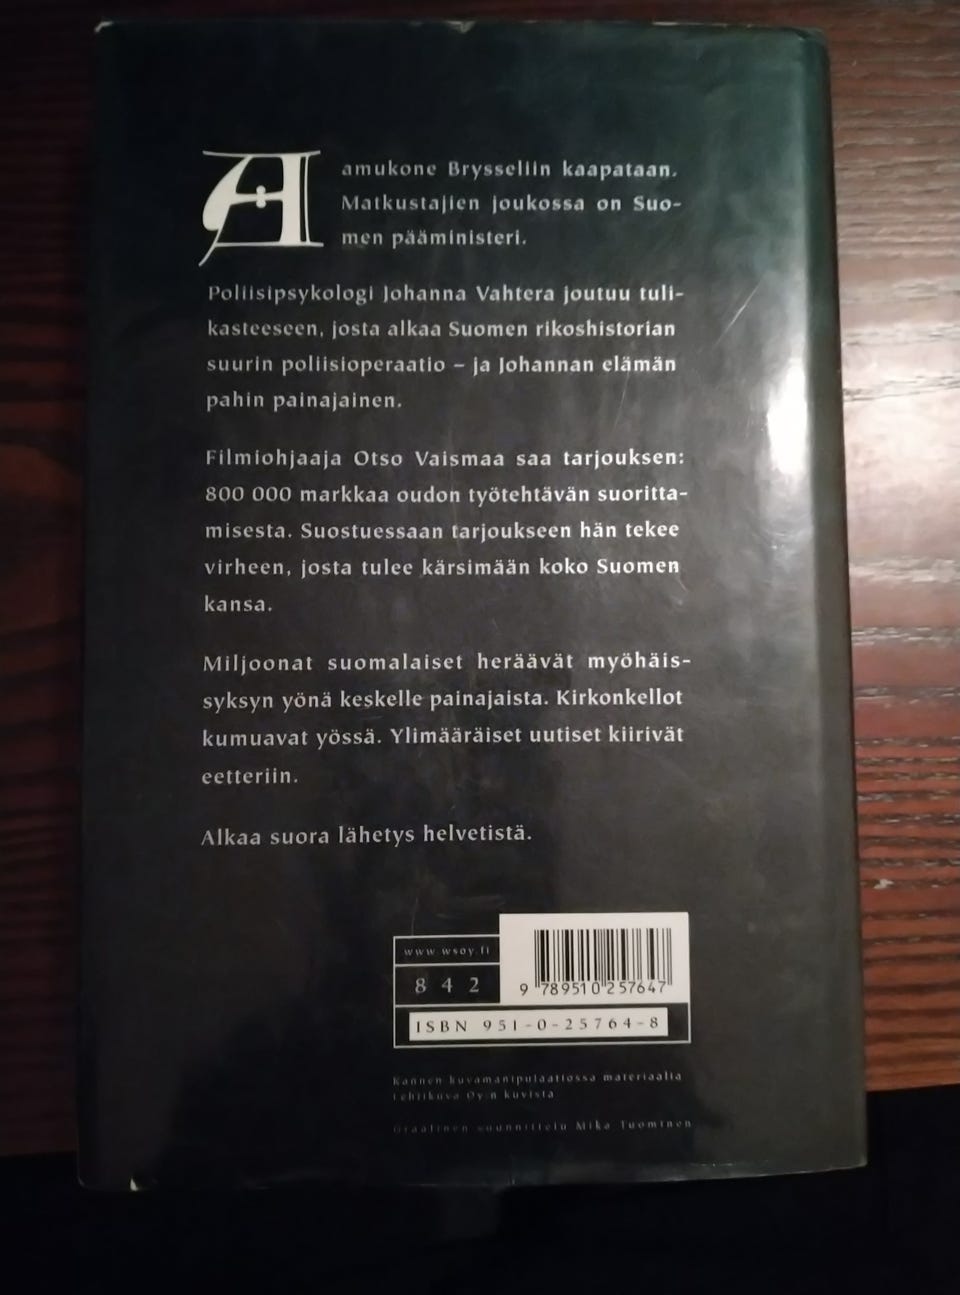 Aamukone Brysseliin kaapataan.
Matkustajien joukossa on Suo-
men pääministeri.
Poliisipsykologi Johanna Vahtera joutuu tuli-
kasteeseen, josta alkaa Suomen rikoshistorian
suurin poliisioperaatio – ja Johannan elämän
pahin painajainen.
Filmiohjaaja Otso Vaismaa saa tarjouksen:
800 000 markkaa oudon työtehtävän suoritta-
misesta. Suostuessaan tarjoukseen hän tekee
virheen, josta tulee kärsimään koko Suomen
kansa.
Miljoonat suomalaiset heräävät myöhäis-
syksyn yönä keskelle painajaista. Kirkonkellot
kumuavat yössä. Ylimääräiset uutiset kiirivät
eetteriin.
Alkaa suora lähetys helvetistä.
www.wsoy.fi
842
9 789510 257647
ISBN 951-0-25764-8
Kannen kuvamanipulaatiossa materiaalia
Lehtikuva Oy:n kuvista
Graafinen suunnittelu Mika Tuominen